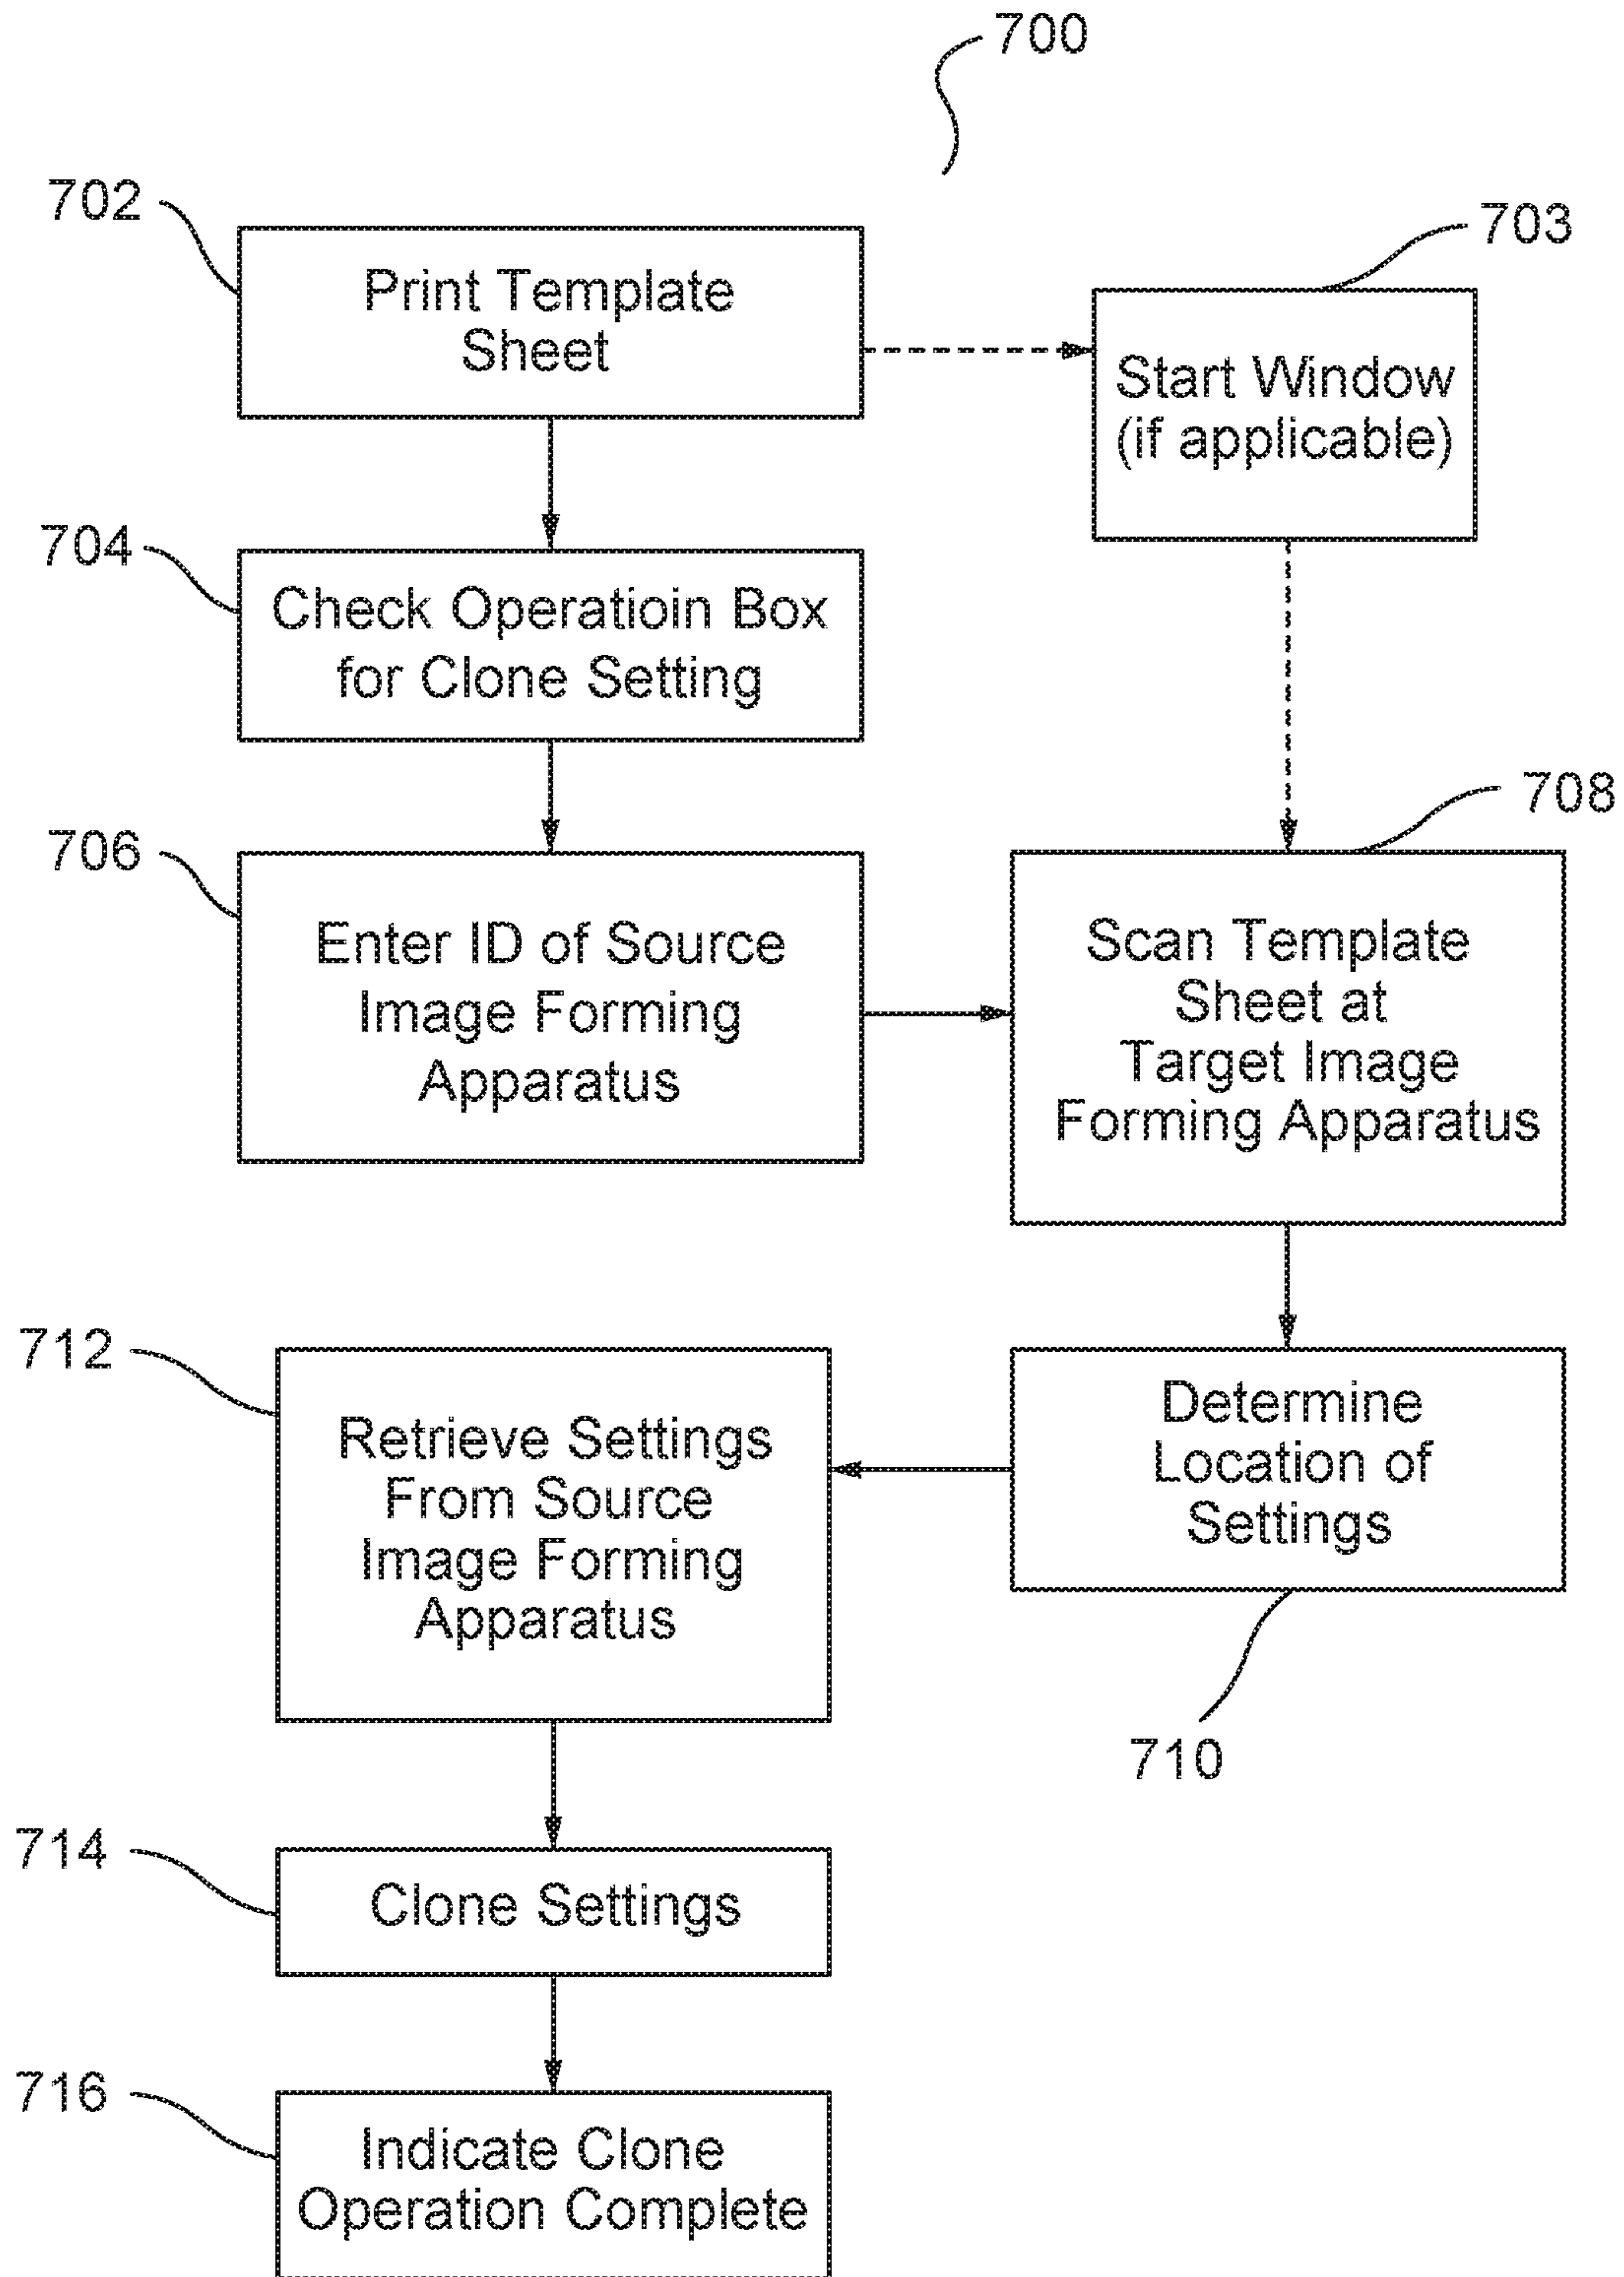 700
702
Print Template
Sheet
703
Start Window
(if applicable)
704
Check Operatioin Box
for Clone Setting
706
Enter ID of Source
Image Forming
Apparatus
708
Scan Template
Sheet at
Target Image
Forming Apparatus
712
Retrieve Settings
From Source
Image Forming
Apparatus
Determine
Location of
Settings
710
714
Clone Settings
716
Indicate Clone
Operation Complete